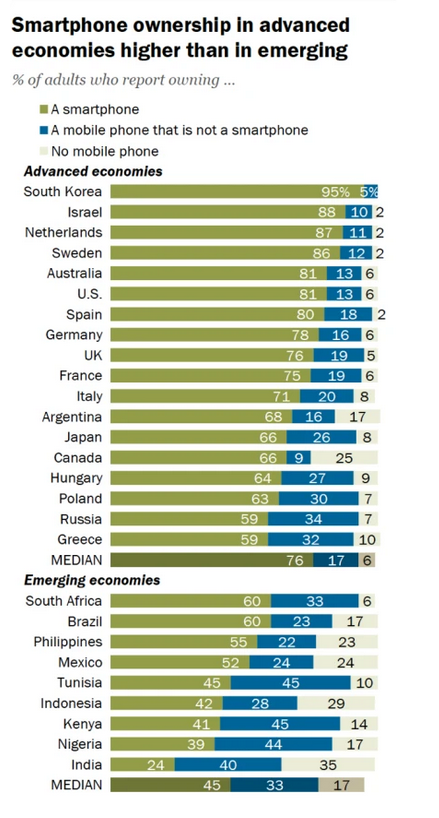 Smartphone ownership in advanced
economies higher than in emerging
% of adults who report owning ...
A smartphone
A mobile phone that is not a smartphone
No mobile phone
Advanced economies
South Korea 95% 5%
Israel 88 10 2
Netherlands 87 11 2
Sweden 86 12 2
Australia 81 13 6
U.S. 81 13 6
Spain 80 18 2
Germany 78 16 6
UK 76 19 5
France 75 19 6
Italy 71 20 8
Argentina 68 16 17
Japan 66 26 8
Canada 66 9 25
Hungary 64 27 9
Poland 63 30 7
Russia 59 34 7
Greece 59 32 10
MEDIAN 76 17 6
Emerging economies
South Africa 60 33 6
Brazil 60 23 17
Philippines 55 22 23
Mexico 52 24 24
Tunisia 45 45 10
Indonesia 42 28 29
Kenya 41 45 14
Nigeria 39 44 17
India 24 40 35
MEDIAN 45 33 17